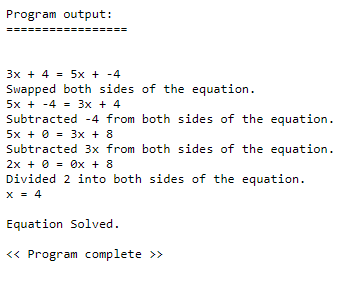 Program output:
=================
3x + 4 = 5x + -4
Swapped both sides of the equation.
5x + -4 = 3x + 4
Subtracted -4 from both sides of the equation.
5x + 0 = 3x + 8
Subtracted 3x from both sides of the equation.
2x + 0 = 0x + 8
Divided 2 into both sides of the equation.
x = 4
Equation Solved.
<< Program complete >>